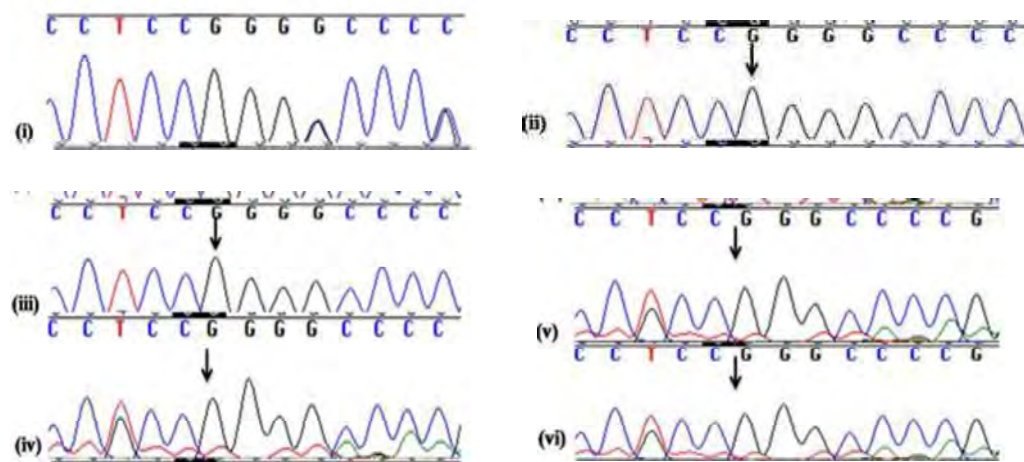 C C T C C G G G G C C C C
(i)
C C T C C G G G G C C C C
(ii)
C C T C C G G G G C C C C
(iii)
C C T C C G G G G C C C C
(iv)
C C T C C G G G C C C C G
(v)
C C T C C G G G C C C C G
(vi)